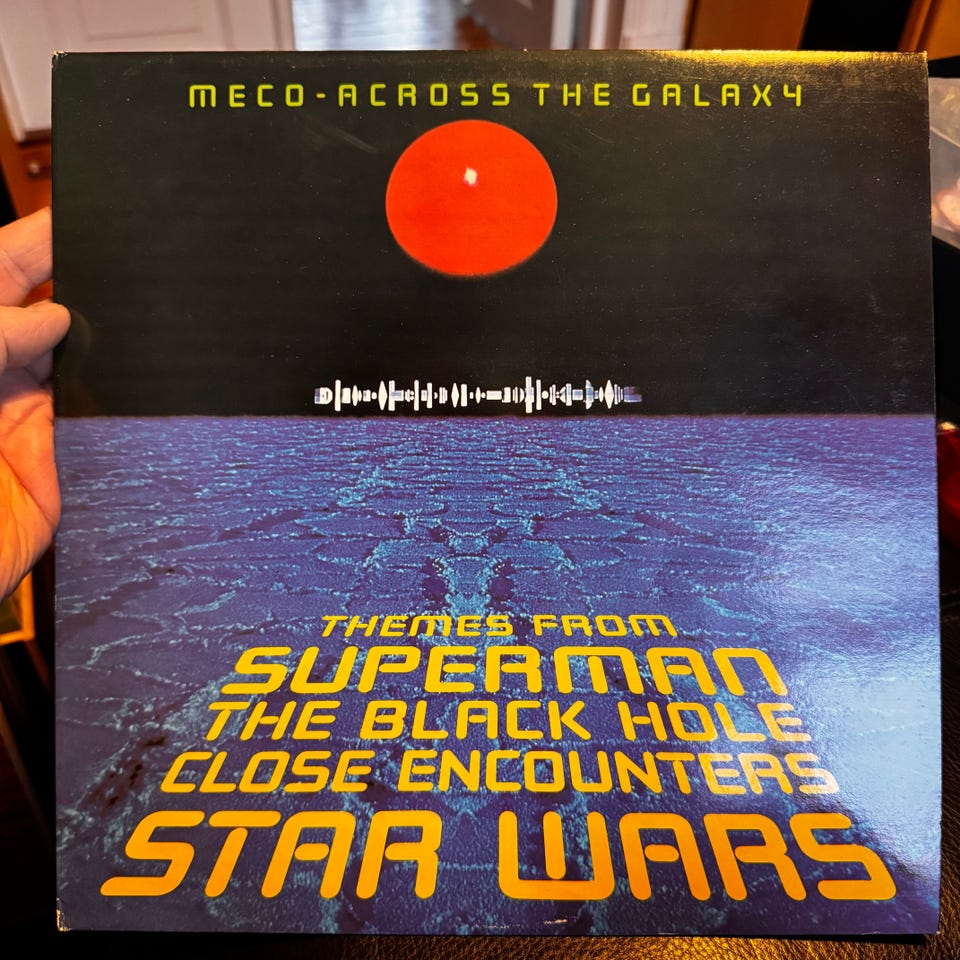 MECO-ACROSS THE GALAXY
THEMES FROM
SUPERMAN
THE BLACK HOLE
CLOSE ENCOUNTERS
STAR WARS